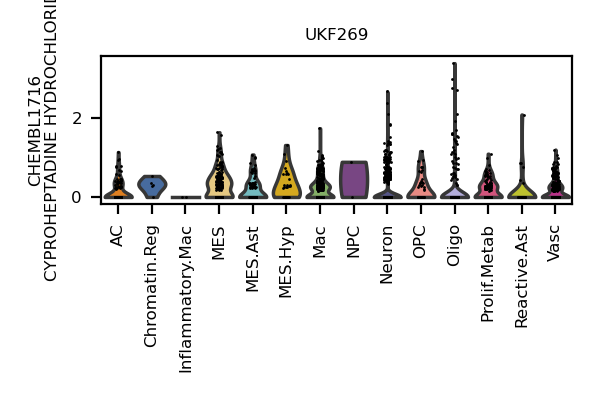 UKF269
CHEMBL1716
CYPROHEPTADINE HYDROCHLORID
2
0
AC
Chromatin.Reg
Inflammatory.Mac
MES
MES.Ast
MES.Hyp
Mac
NPC
Neuron
OPC
Oligo
Prolif.Metab
Reactive.Ast
Vasc